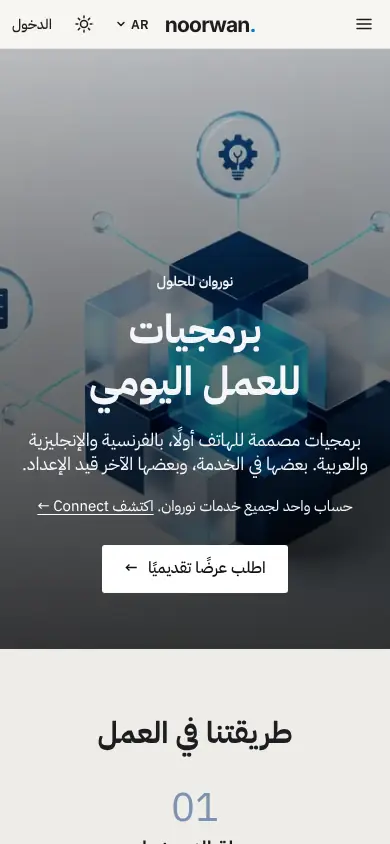 noorwan.
AR
الدخول
نوروان للحلول
برمجيات
للعمل اليومي
برمجيات مصممة للهاتف أولًا، بالفرنسية والإنجليزية
والعربية. بعضها في الخدمة، وبعضها الآخر قيد الإعداد.
حساب واحد لجميع خدمات نوروان. اكتشف Connect ←
اطلب عرضًا تقديميًا ←
طريقتنا في العمل
01